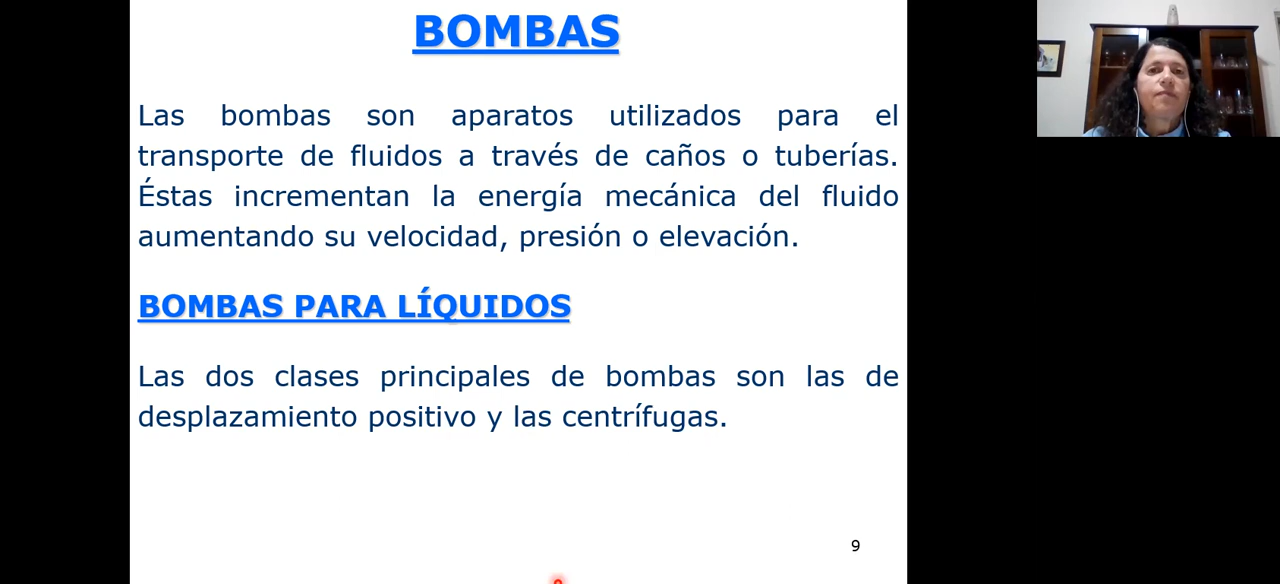 BOMBAS
Las bombas son aparatos utilizados para el
transporte de fluidos a través de caños o tuberías.
Éstas incrementan la energía mecánica del fluido
aumentando su velocidad, presión o elevación.
BOMBAS PARA LÍQUIDOS
Las dos clases principales de bombas son las de
desplazamiento positivo y las centrífugas.
9